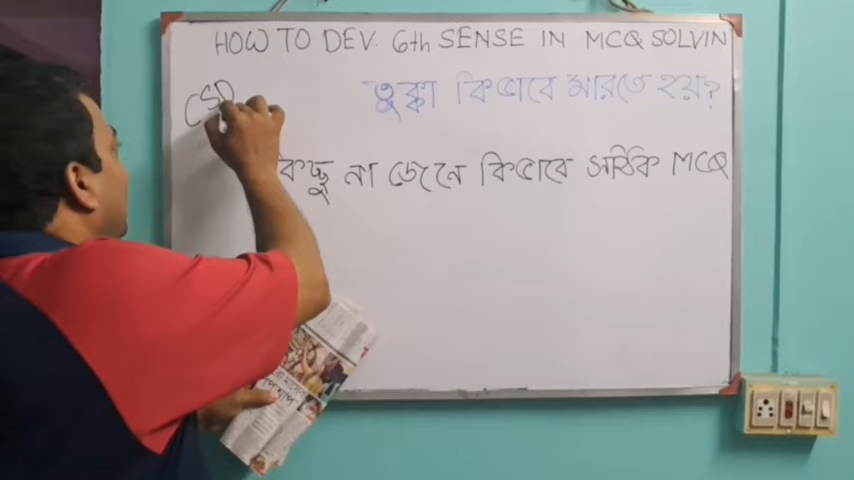 HOW TO DEV. 6th SENSE IN MCQ SOLVIN
তুক্কা কিভাবে মারতে হয়?
কিচ্ছু না জেনে কিভাবে সঠিক MCQ